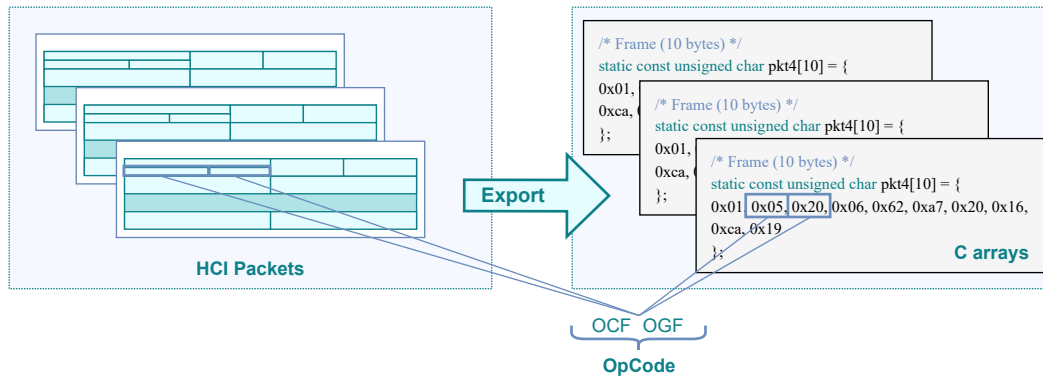 /* Frame (10 bytes) */
static const unsigned char pkt4[10] = {
0x01,
0xca, 0
};
/* Frame (10 bytes) */
static const unsigned char pkt4[10] = {
0x01,
0xca, 0
};
/* Frame (10 bytes) */
static const unsigned char pkt4[10] = {
0x01, 0x05, 0x20, 0x06, 0x62, 0xa7, 0x20, 0x16,
0xca, 0x19
};
C arrays
Export
HCI Packets
OCF OGF
OpCode